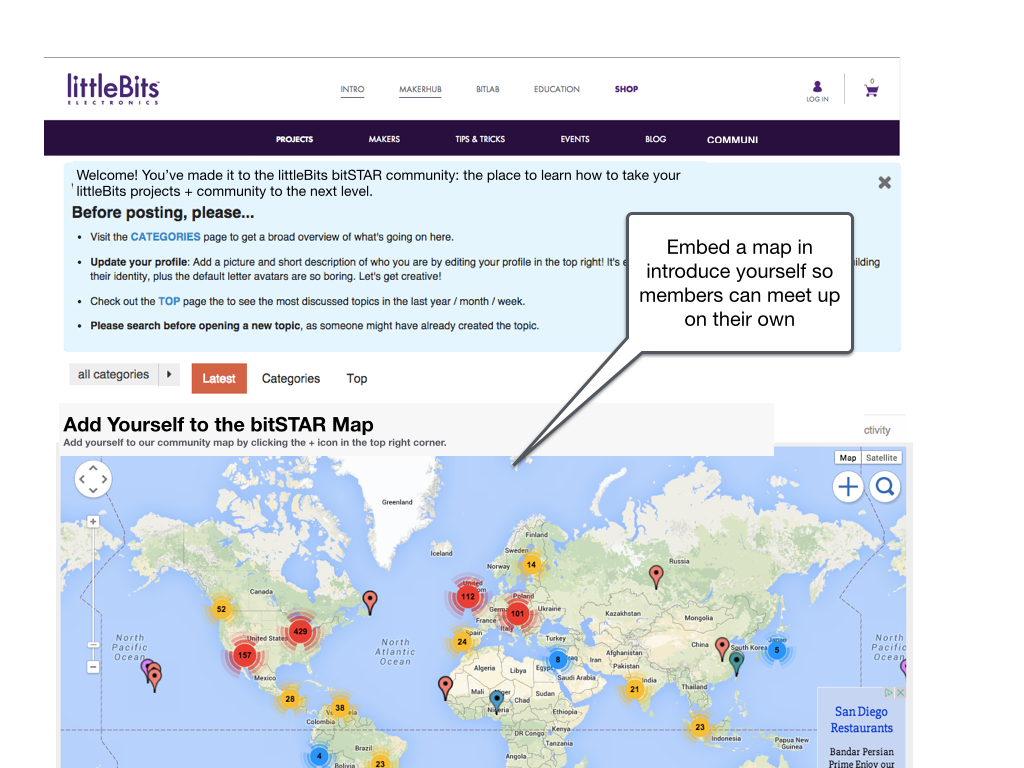 littleBits
ELECTRONICS
INTRO
MAKERHUB
BITLAB
EDUCATION
SHOP
LOG IN
0
PROJECTS
MAKERS
TIPS & TRICKS
EVENTS
BLOG
COMMUNI
Welcome! You've made it to the littleBits bitSTAR community: the place to learn how to take your
littleBits projects + community to the next level.
Before posting, please...
• Visit the CATEGORIES page to get a broad overview of what's going on here.
• Update your profile: Add a picture and short description of who you are by editing your profile in the top right! It's e
ilding
their identity, plus the default letter avatars are so boring. Let's get creative!
• Check out the TOP page the to see the most discussed topics in the last year / month / week.
• Please search before opening a new topic, as someone might have already created the topic.
Embed a map in
introduce yourself so
members can meet up
on their own
all categories
Latest
Categories
Top
Add Yourself to the bitSTAR Map
Add yourself to our community map by clicking the + icon in the top right corner.
ctivity
Map
Satellite
Greenland
Iceland
Finland
Sweden
Norway
14
Russia
Canada
52
United
112
Poland
101
Ukraine
Kazakhstan
Mongolia
France
Italy
Spain
24
Turkey
United States
429
157
North
Pacific
Ocean
North
Atlantic
Ocean
Afghanistan
Iran
Pakistan
China
South Korea
Japan
5
North
Pacific
Ocean
8
Algeria
Libya
Egypt
Saudi Arabia
Mexico
28
38
India
21
Thailand
Mali
Niger
Chad
Sudan
Nigeria
Ethiopia
Colombia
Kenya
DR Congo
Tanzania
23
Indonesia
Papua New
Guinea
Brazil
4
Bolivia
23
Angola
San Diego
Restaurants
Bandar Persian
Prime Enjoy our